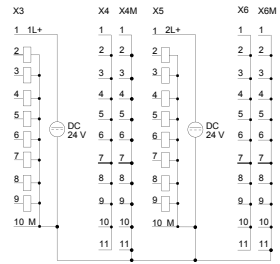 X3 X4 X4M X5 X6 X6M
1 1L+ 1 1 1 2L+ 1 1
2 2 2 2 2 2
3 3 3 3 3 3
4 4 4 4 4 4
5 5 5 5 5 5
DC DC
24 V 24 V
6 6 6 6 6 6
7 7 7 7 7 7
8 8 8 8 8 8
9 9 9 9 9 9
10 M 10 10 10 M 10 10
11 11 11 11